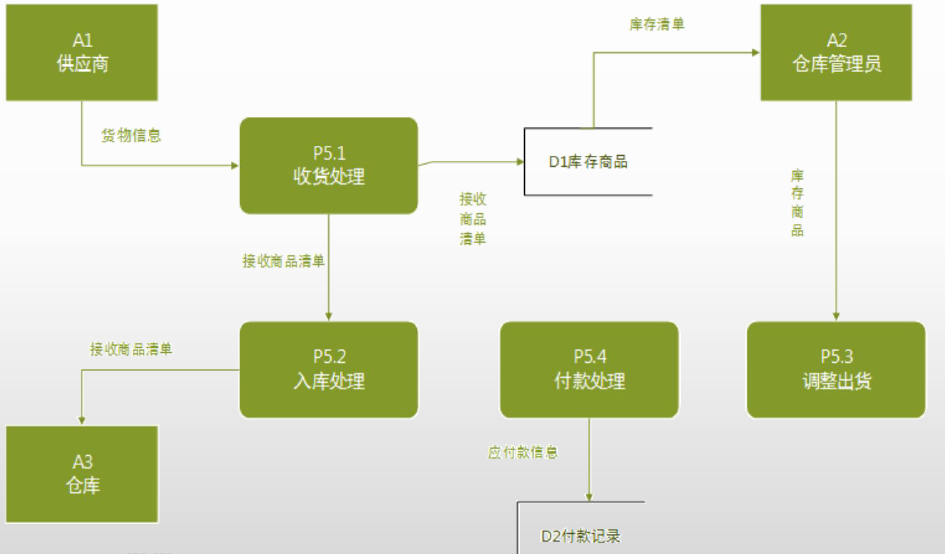 A1
供应商
库存清单
A2
仓库管理员
货物信息
P5.1
收货处理
D1库存商品
接收
商品
清单
库
存
商
品
接收商品清单
接收商品清单
P5.2
入库处理
P5.4
付款处理
P5.3
调整出货
A3
仓库
应付款信息
D2付款记录